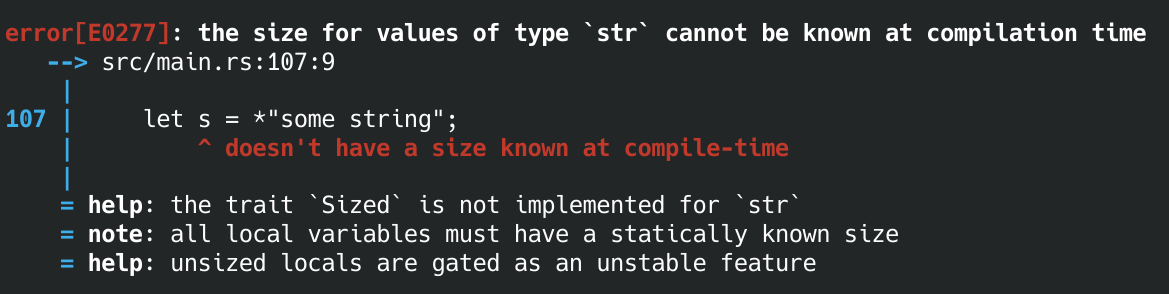 error[E0277]: the size for values of type `str` cannot be known at compilation time
   --> src/main.rs:107:9
    |
107 |     let s = *"some string";
    |         ^ doesn't have a size known at compile-time
    |
    = help: the trait `Sized` is not implemented for `str`
    = note: all local variables must have a statically known size
    = help: unsized locals are gated as an unstable feature